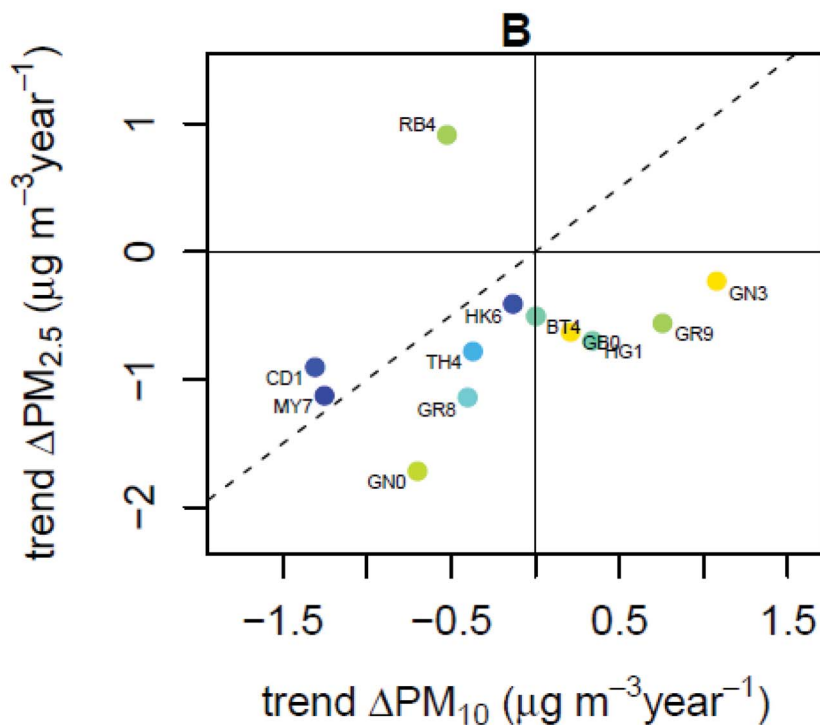 B
trend ΔPM₂.₅ (µg m⁻³year⁻¹)
1
0
−1
−2
RB4
GN3
HK6
BT4
GB0
HG1
GR9
TH4
CD1
MY7
GR8
GN0
−1.5
−0.5
0.5
1.5
trend ΔPM₁₀ (µg m⁻³year⁻¹)